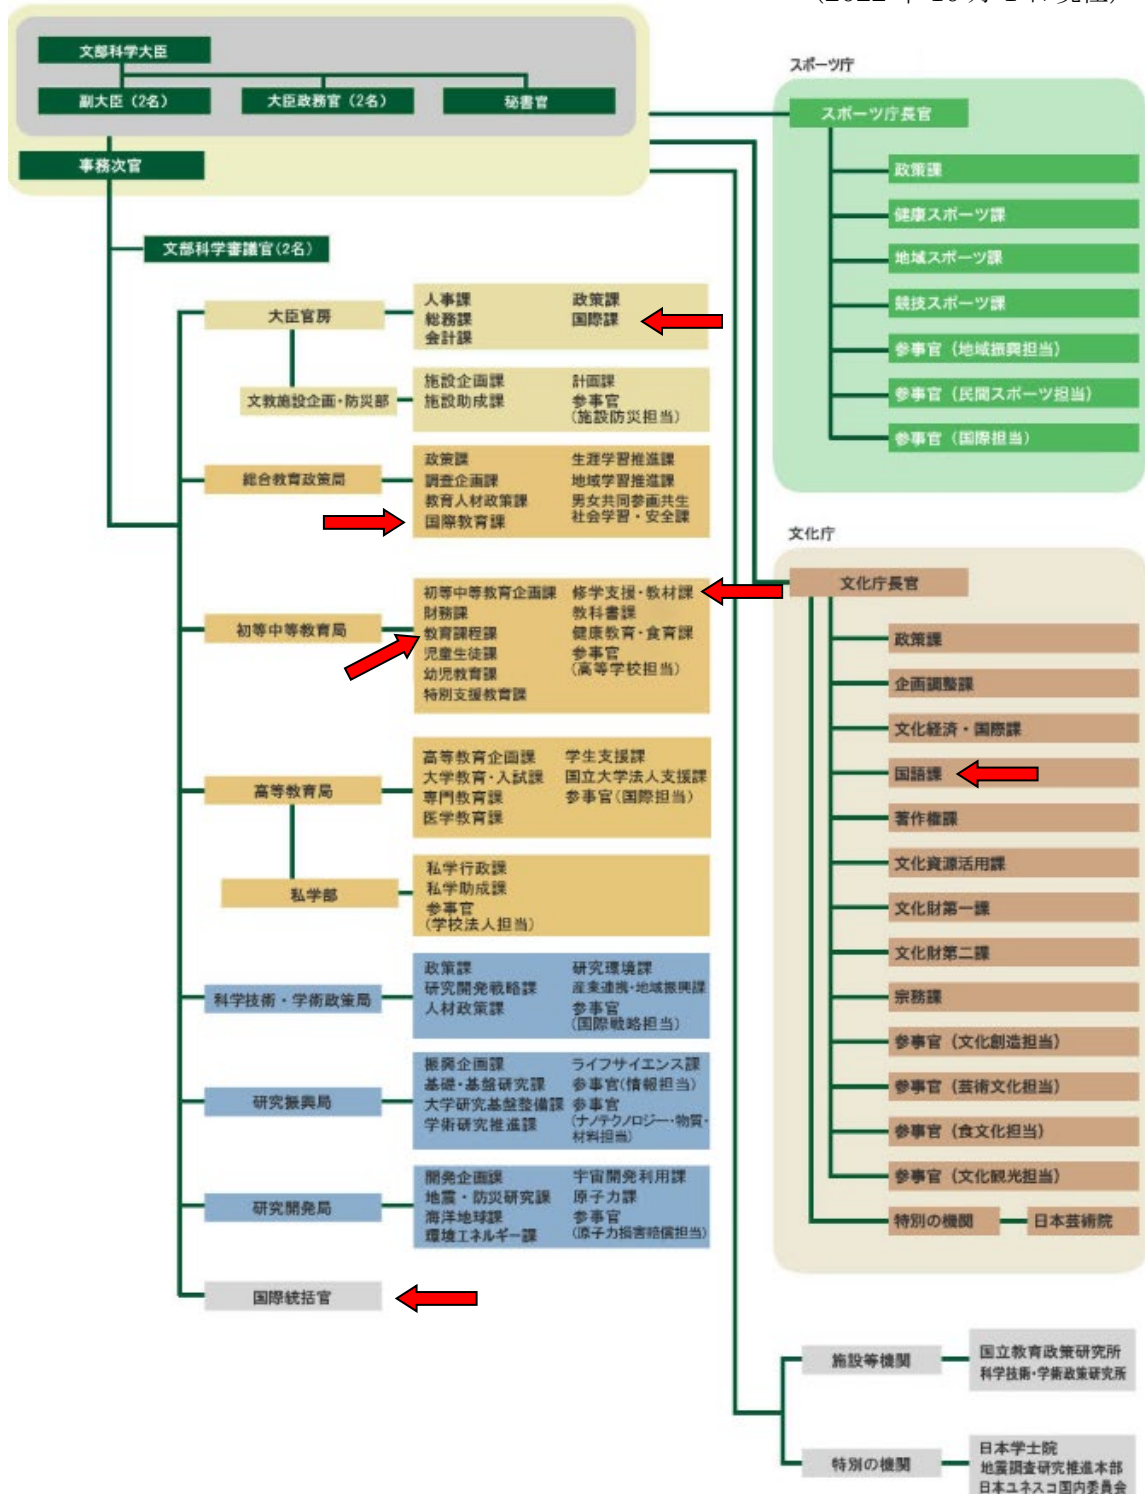 (2022 年 10 月 1 日現在)
文部科学大臣
副大臣（2名）
大臣政務官（2名）
秘書官
事務次官
文部科学審議官(2名)
大臣官房
人事課
総務課
会計課
政策課
国際課
文教施設企画・防災部
施設企画課
施設助成課
計画課
参事官
(施設防災担当)
総合教育政策局
政策課
調査企画課
教育人材政策課
国際教育課
生涯学習推進課
地域学習推進課
男女共同参画共生
社会学習・安全課
初等中等教育局
初等中等教育企画課
財務課
教育課程課
児童生徒課
幼児教育課
特別支援教育課
修学支援・教材課
教科書課
健康教育・食育課
参事官
(高等学校担当)
高等教育局
高等教育企画課
大学教育・入試課
専門教育課
医学教育課
学生支援課
国立大学法人支援課
参事官(国際担当)
私学部
私学行政課
私学助成課
参事官
(学校法人担当)
科学技術・学術政策局
政策課
研究開発戦略課
人材政策課
研究環境課
産業連携・地域振興課
参事官
(国際戦略担当)
研究振興局
振興企画課
基礎・基盤研究課
大学研究基盤整備課
学術研究推進課
ライフサイエンス課
参事官(情報担当)
参事官
(ナノテクノロジー・物質・
材料担当)
研究開発局
開発企画課
地震・防災研究課
海洋地球課
環境エネルギー課
宇宙開発利用課
原子力課
参事官
(原子力損害賠償担当)
国際統括官
スポーツ庁
スポーツ庁長官
政策課
健康スポーツ課
地域スポーツ課
競技スポーツ課
参事官（地域振興担当）
参事官（民間スポーツ担当）
参事官（国際担当）
文化庁
文化庁長官
政策課
企画調整課
文化経済・国際課
国語課
著作権課
文化資源活用課
文化財第一課
文化財第二課
宗務課
参事官（文化創造担当）
参事官（芸術文化担当）
参事官（食文化担当）
参事官（文化観光担当）
特別の機関
日本芸術院
施設等機関
国立教育政策研究所
科学技術・学術政策研究所
特別の機関
日本学士院
地震調査研究推進本部
日本ユネスコ国内委員会